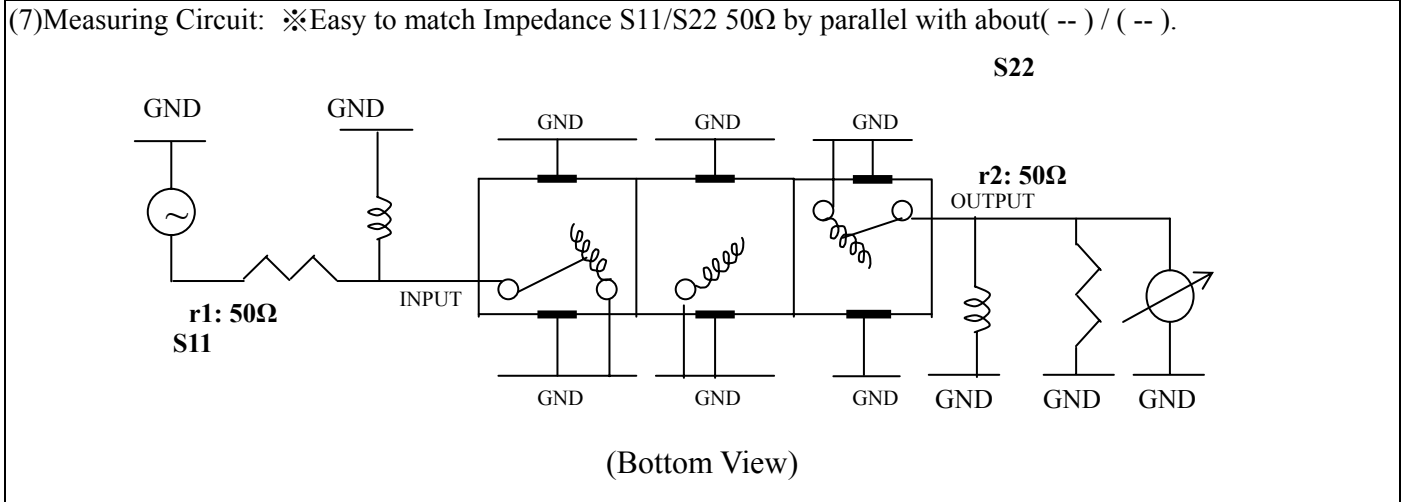 (7)Measuring Circuit: ※Easy to match Impedance S11/S22 50Ω by parallel with about( -- ) / ( -- ).
S22
GND GND GND GND GND
r2: 50Ω
OUTPUT
~
INPUT
r1: 50Ω
S11
GND GND GND GND GND GND
(Bottom View)